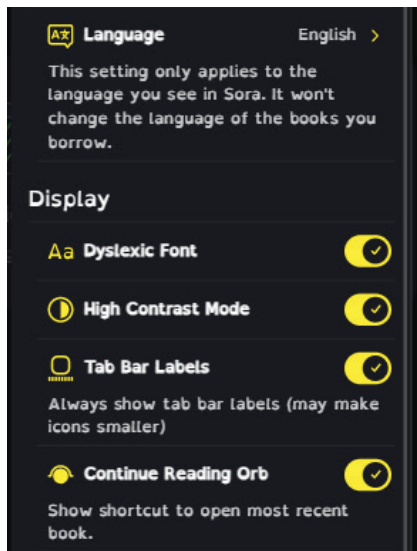 Language English >
This setting only applies to the
language you see in Sora. It won't
change the language of the books you
borrow.
Display
Aa Dyslexic Font
High Contrast Mode
Tab Bar Labels
Always show tab bar labels (may make
icons smaller)
Continue Reading Orb
Show shortcut to open most recent
book.